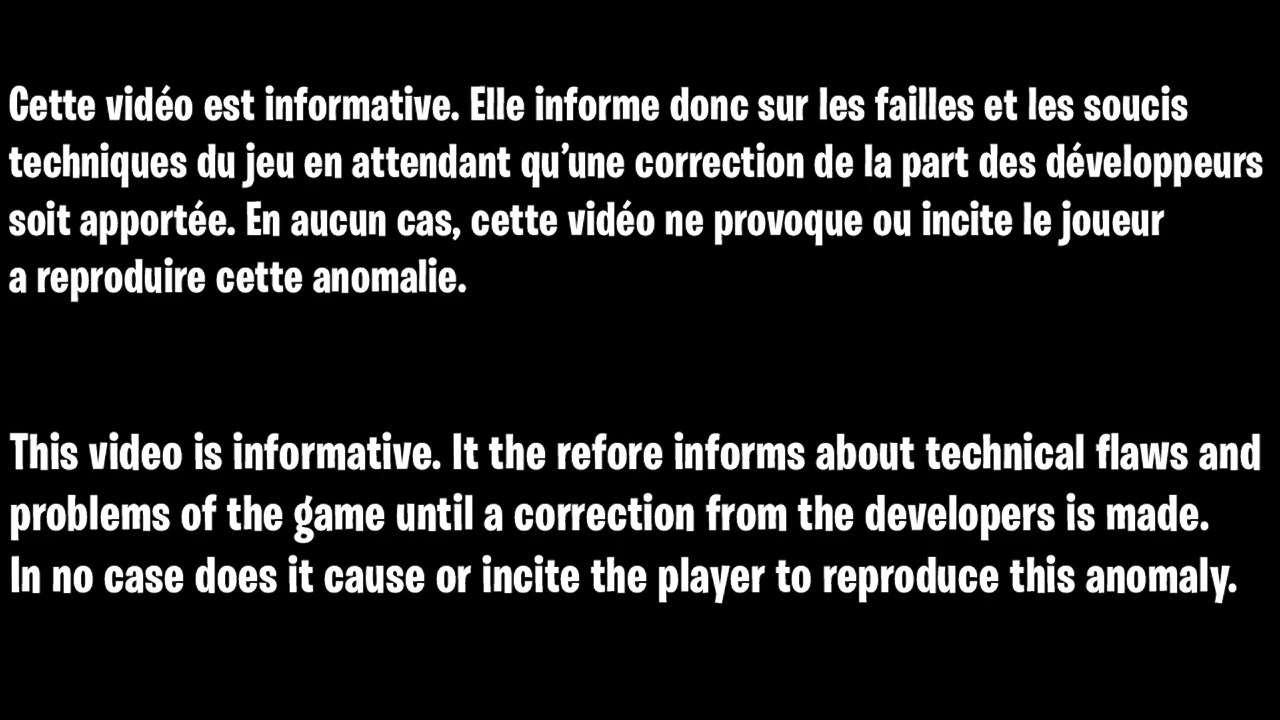 Cette vidéo est informative. Elle informe donc sur les failles et les soucis
techniques du jeu en attendant qu'une correction de la part des développeurs
soit apportée. En aucun cas, cette vidéo ne provoque ou incite le joueur
a reproduire cette anomalie.
This video is informative. It the refore informs about technical flaws and
problems of the game until a correction from the developers is made.
In no case does it cause or incite the player to reproduce this anomaly.